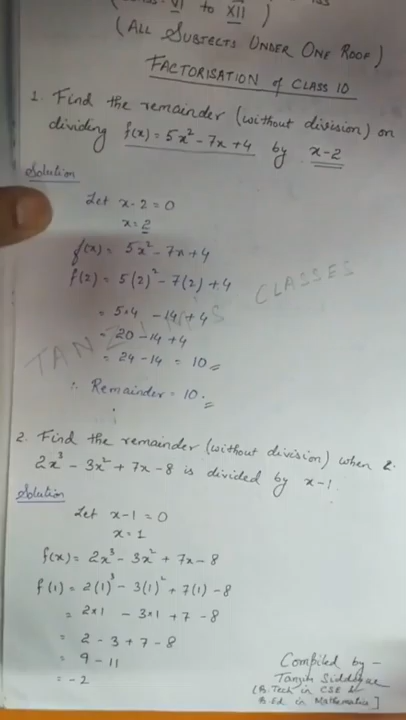 VI to XII )
(ALL SUBJECTS UNDER ONE ROOF)
FACTORISATION of CLASS 10
1. Find the remainder (without division) on
dividing f(x) = 5x² - 7x + 4 by x-2
Solution
Let x-2 = 0
x = 2
f(x) = 5x² - 7x + 4
f(2) = 5(2)² - 7(2) + 4
= 5×4 - 14 + 4
= 20 - 14 + 4
= 24 - 14 = 10
∴ Remainder = 10.
CLASSES
2. Find the remainder (without division) when
2x³ - 3x² + 7x - 8 is divided by x-1.
Solution
Let x-1 = 0
x = 1
f(x) = 2x³ - 3x² + 7x - 8
f(1) = 2(1)³ - 3(1)² + 7(1) - 8
= 2×1 - 3×1 + 7 - 8
= 2 - 3 + 7 - 8
= 9 - 11
= -2
Compiled by -
(B.Tech in CSE &
B.Ed in Mathematics]